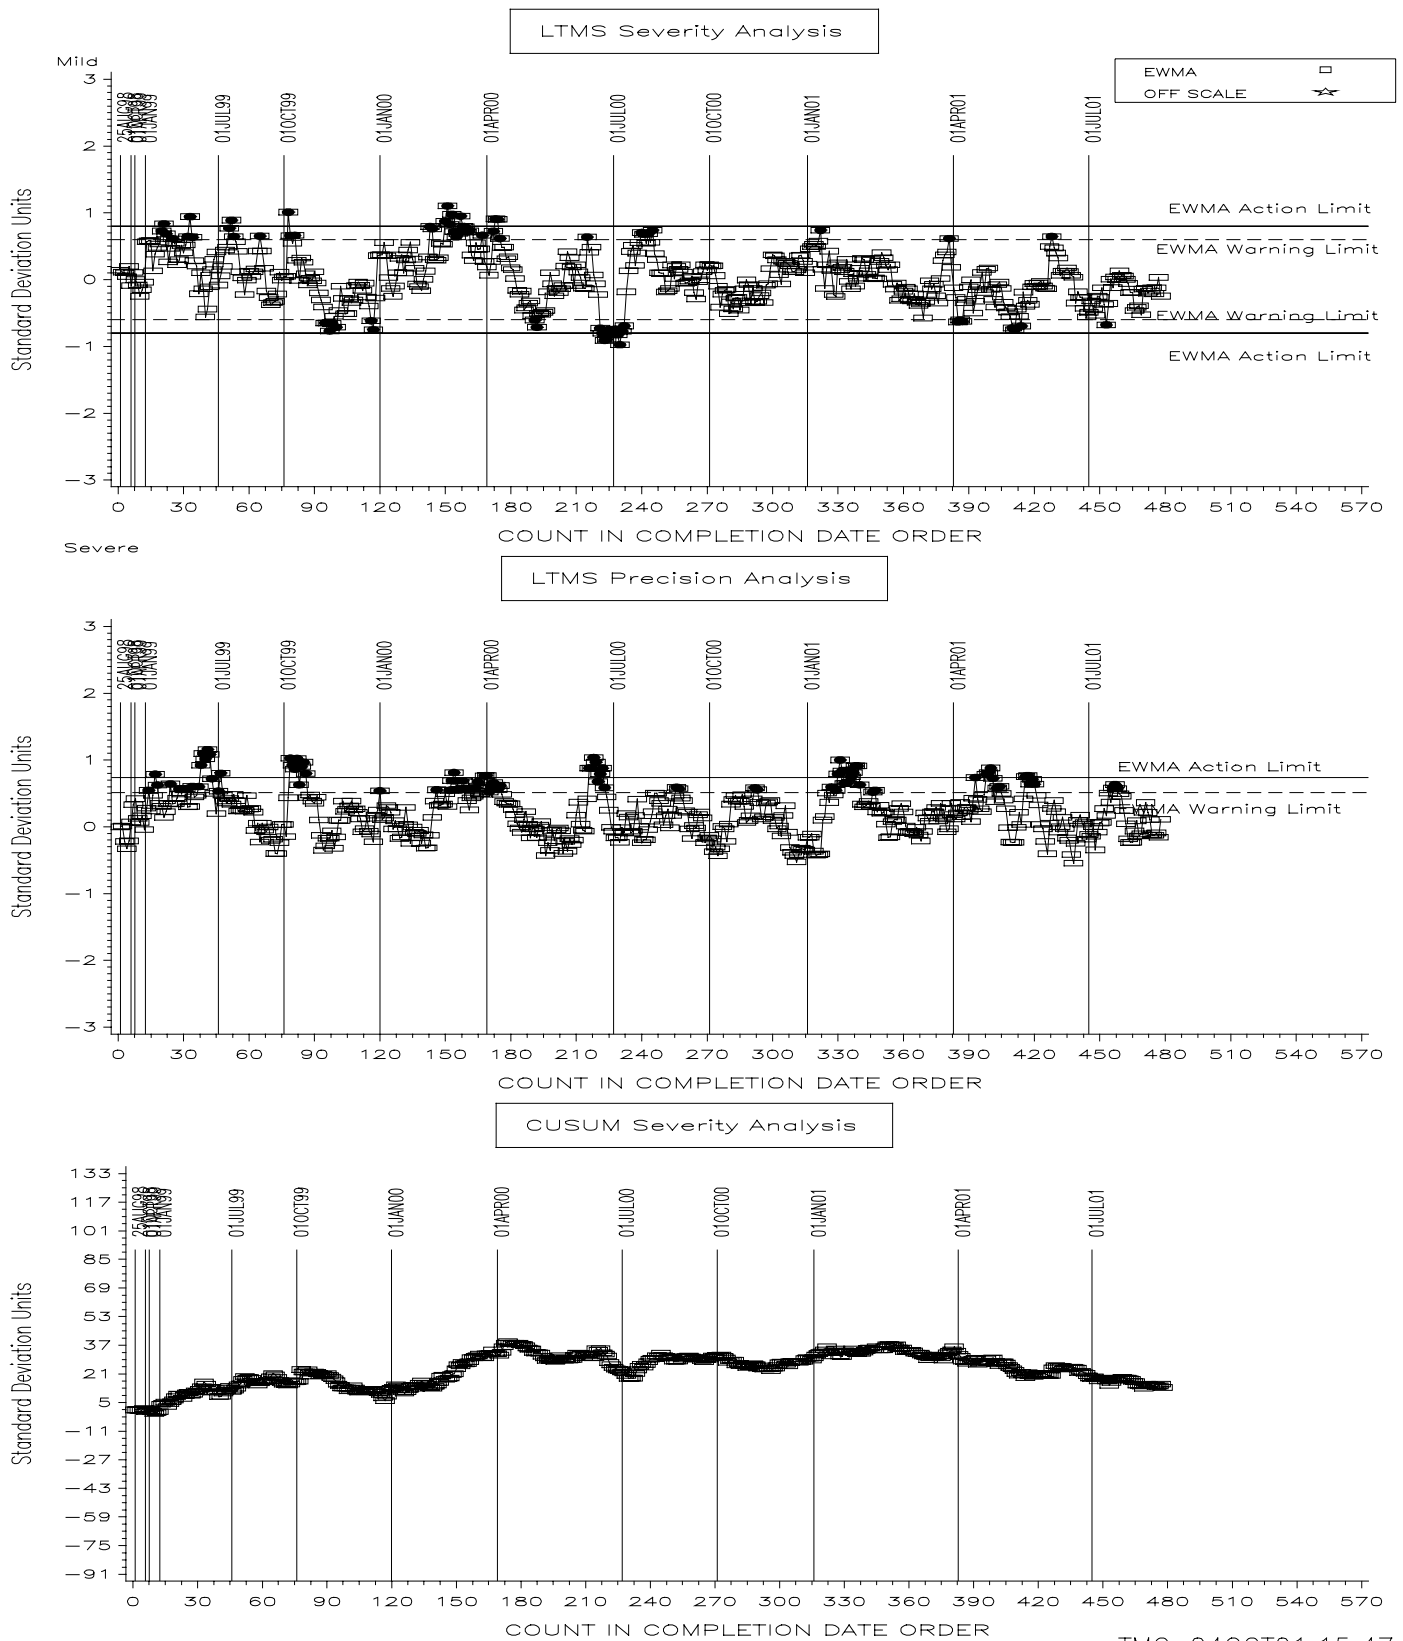 LTMS Severity Analysis
Mild
EWMA
OFF SCALE
3
2
1
0
−1
−2
−3
Standard Deviation Units
25AUG98
01JAN99
01JUL99
01OCT99
01JAN00
01APR00
01JUL00
01OCT00
01JAN01
01APR01
01JUL01
EWMA Action Limit
EWMA Warning Limit
EWMA Warning Limit
EWMA Action Limit
0 30 60 90 120 150 180 210 240 270 300 330 360 390 420 450 480 510 540 570
COUNT IN COMPLETION DATE ORDER
Severe
LTMS Precision Analysis
3
2
1
0
−1
−2
−3
Standard Deviation Units
25AUG98
01JAN99
01JUL99
01OCT99
01JAN00
01APR00
01JUL00
01OCT00
01JAN01
01APR01
01JUL01
EWMA Action Limit
Warning Limit
0 30 60 90 120 150 180 210 240 270 300 330 360 390 420 450 480 510 540 570
COUNT IN COMPLETION DATE ORDER
CUSUM Severity Analysis
133
117
101
85
69
53
37
21
5
−11
−27
−43
−59
−75
−91
Standard Deviation Units
25AUG98
01JAN99
01JUL99
01OCT99
01JAN00
01APR00
01JUL00
01OCT00
01JAN01
01APR01
01JUL01
0 30 60 90 120 150 180 210 240 270 300 330 360 390 420 450 480 510 540 570
COUNT IN COMPLETION DATE ORDER